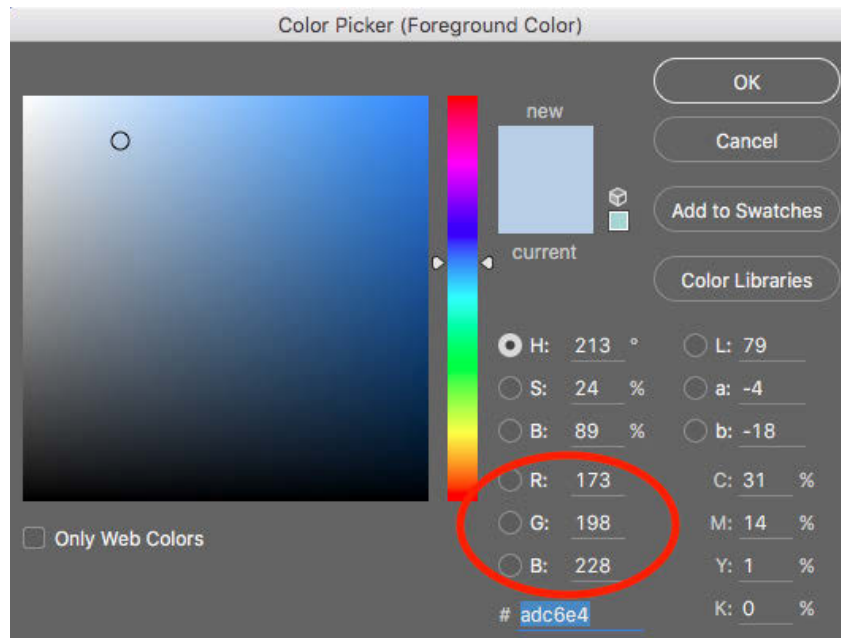 Color Picker (Foreground Color)
new
current
OK
Cancel
Add to Swatches
Color Libraries
H: 213 °
S: 24 %
B: 89 %
R: 173
G: 198
B: 228
# adc6e4
L: 79
a: -4
b: -18
C: 31 %
M: 14 %
Y: 1 %
K: 0 %
Only Web Colors